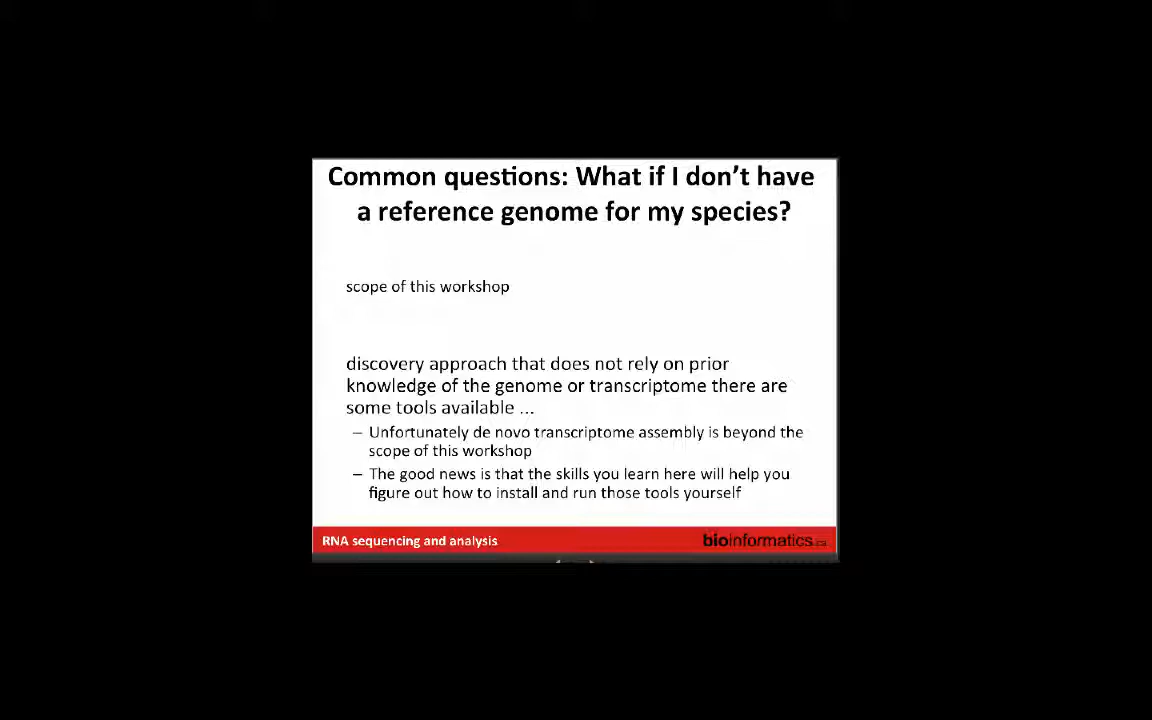 Common questions: What if I don't have
a reference genome for my species?
scope of this workshop
discovery approach that does not rely on prior
knowledge of the genome or transcriptome there are
some tools available ...
– Unfortunately de novo transcriptome assembly is beyond the
scope of this workshop
– The good news is that the skills you learn here will help you
figure out how to install and run those tools yourself
RNA sequencing and analysis
bioinformatics.ca